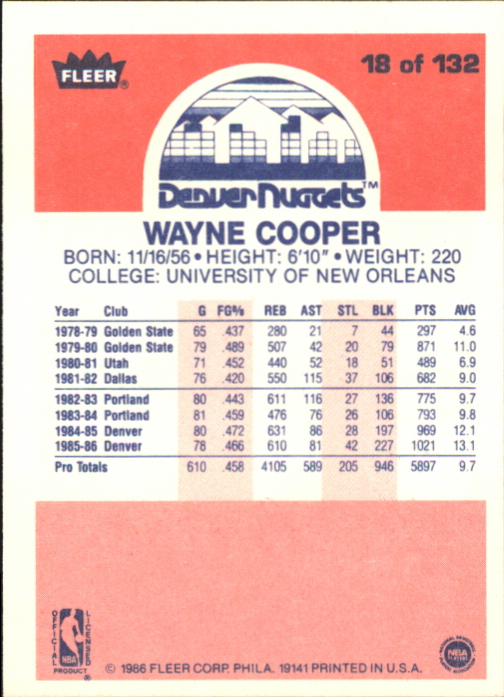 FLEER®
18 of 132
Denver Nuggets™
WAYNE COOPER
BORN: 11/16/56 • HEIGHT: 6'10" • WEIGHT: 220
COLLEGE: UNIVERSITY OF NEW ORLEANS
Year Club G FG% REB AST STL BLK PTS AVG
1978-79 Golden State 65 .437 280 21 7 44 297 4.6
1979-80 Golden State 79 .489 507 42 20 79 871 11.0
1980-81 Utah 71 .452 440 52 18 51 489 6.9
1981-82 Dallas 76 .420 550 115 37 106 682 9.0
1982-83 Portland 80 .443 611 116 27 136 775 9.7
1983-84 Portland 81 .459 476 76 26 106 793 9.8
1984-85 Denver 80 .472 631 86 28 197 969 12.1
1985-86 Denver 78 .466 610 81 42 227 1021 13.1
Pro Totals 610 .458 4105 589 205 946 5897 9.7
OFFICIAL LICENSED
NBA
PRODUCT ®
© 1986 FLEER CORP. PHILA. 19141 PRINTED IN U.S.A.
NBA
PLAYERS